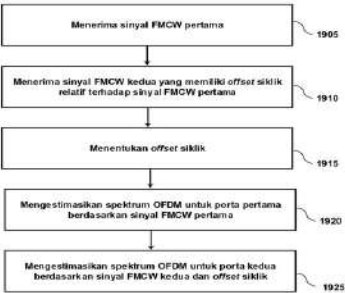 Menerima sinyal FMCW pertama
1905
Menerima sinyal FMCW kedua yang memiliki offset siklik
relatif terhadap sinyal FMCW pertama
1910
Menentukan offset siklik
1915
Mengestimasikan spektrum OFDM untuk porta pertama
berdasarkan sinyal FMCW pertama
1920
Mengestimasikan spektrum OFDM untuk porta kedua
berdasarkan sinyal FMCW kedua dan offset siklik
1925